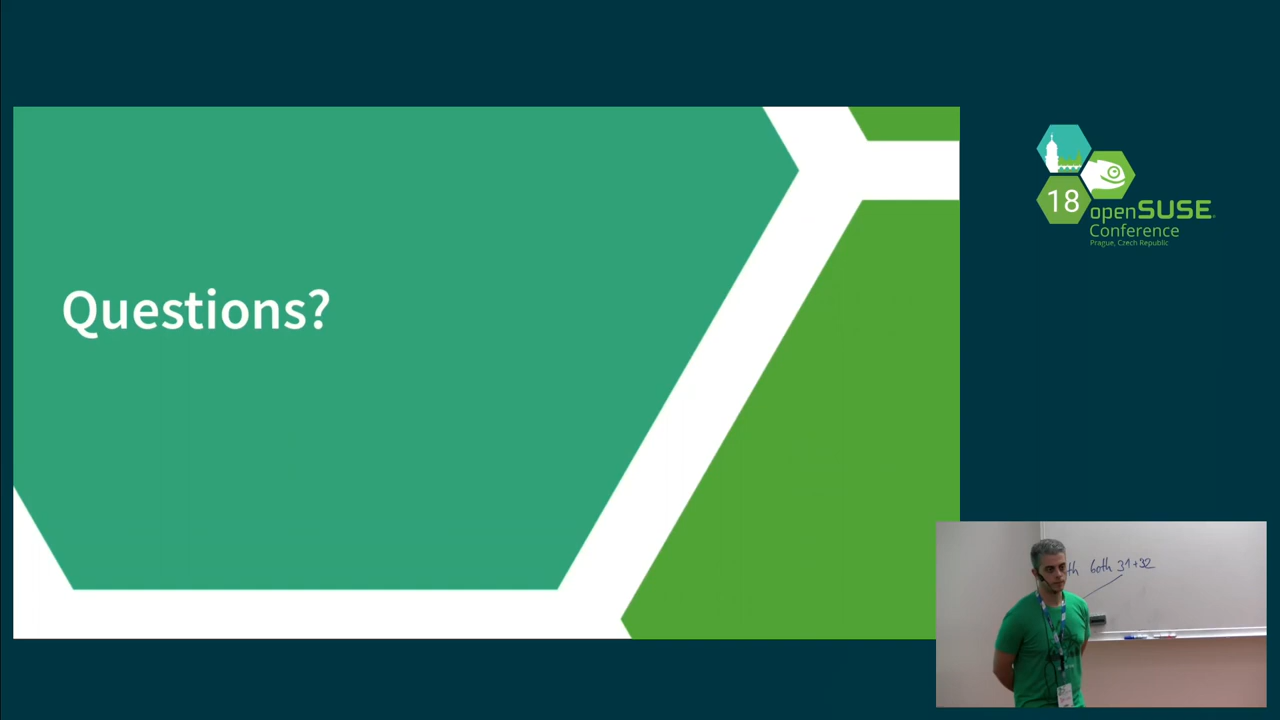 Questions?
18
openSUSE
Conference
Prague, Czech Republic
both 31+32